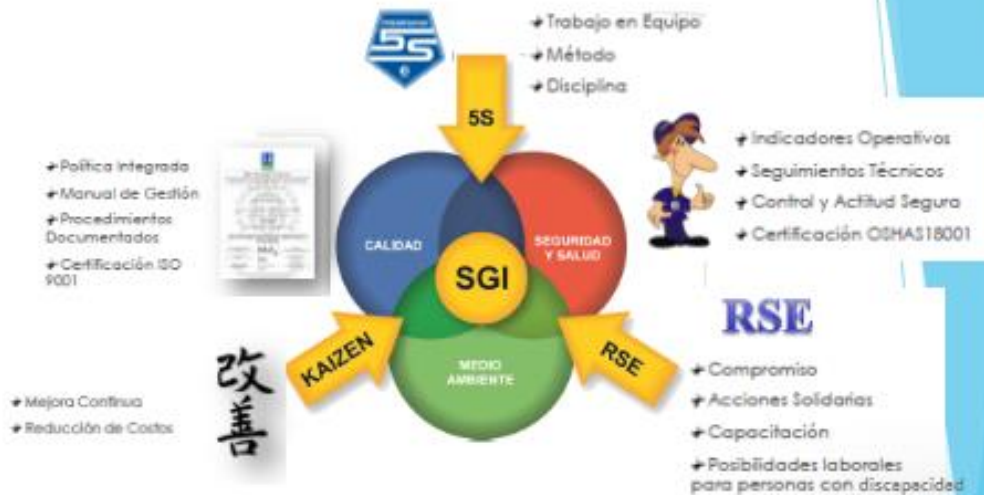 5S
Trabajo en Equipo
Método
Disciplina
5S
Política Integrada
Manual de Gestión
Procedimientos
Documentados
Certificación ISO
9001
Indicadores Operativos
Seguimientos Técnicos
Control y Actitud Segura
Certificación OSHAS18001
CALIDAD
SEGURIDAD
Y SALUD
SGI
MEDIO
AMBIENTE
KAIZEN
RSE
改
善
Mejora Continua
Reducción de Costos
RSE
Compromiso
Acciones Solidarias
Capacitación
Posibilidades laborales
para personas con discapacidad